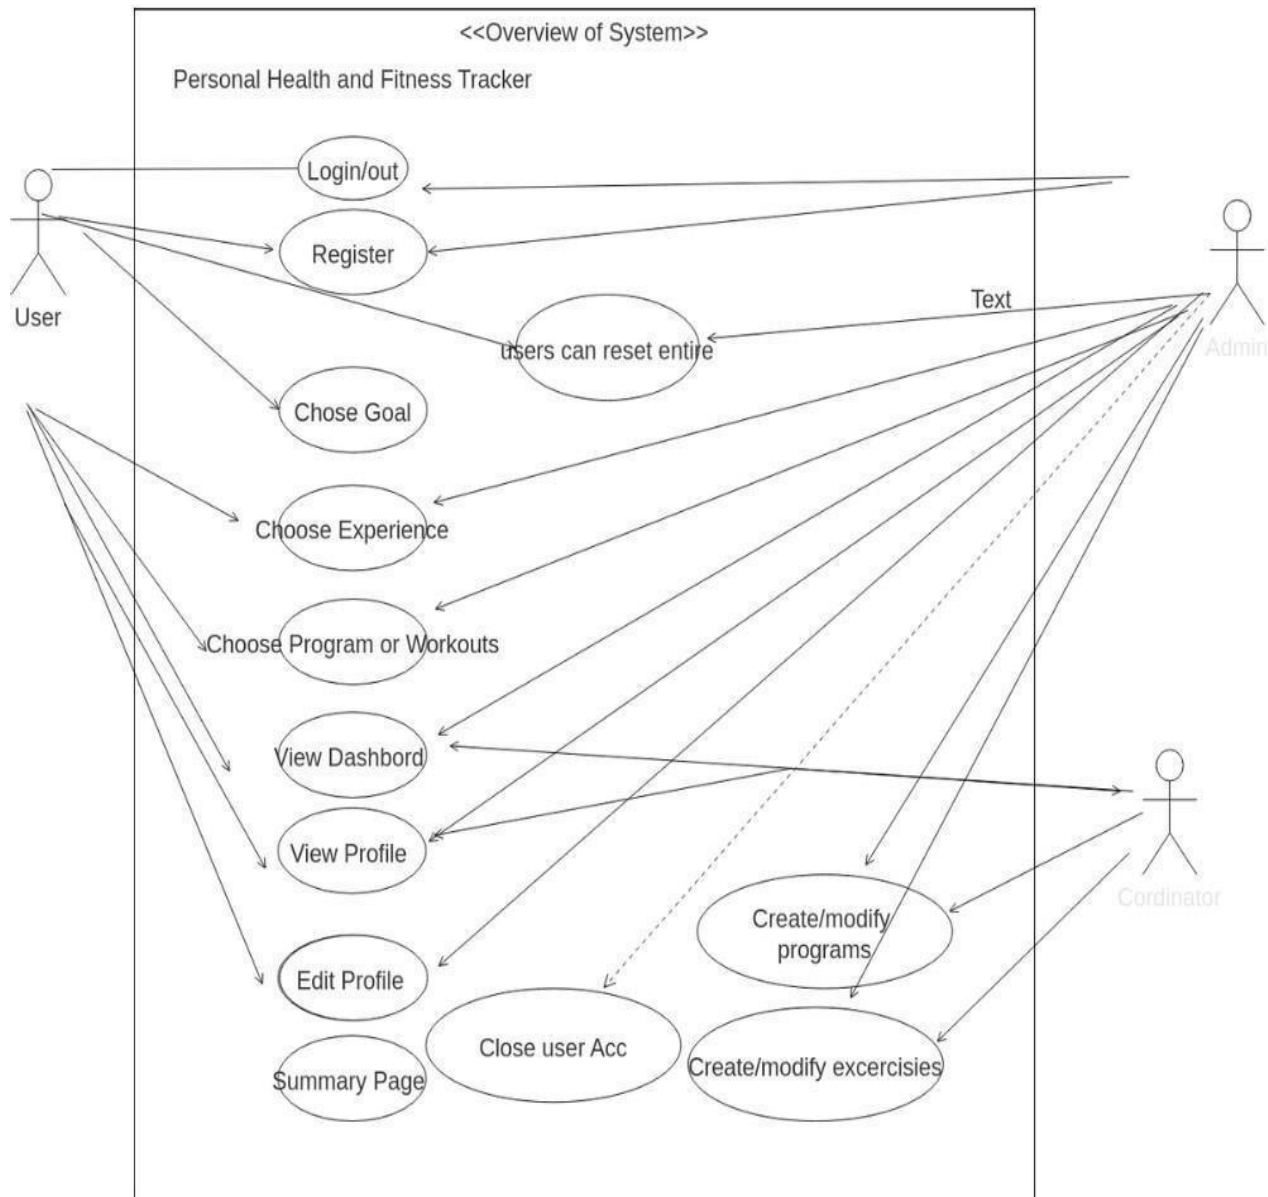 <<Overview of System>>
Personal Health and Fitness Tracker
Login/out
Register
User
Text
users can reset entire
Admin
Chose Goal
Choose Experience
Choose Program or Workouts
View Dashbord
View Profile
Cordinator
Create/modify
programs
Edit Profile
Close user Acc
Create/modify excercisies
Summary Page